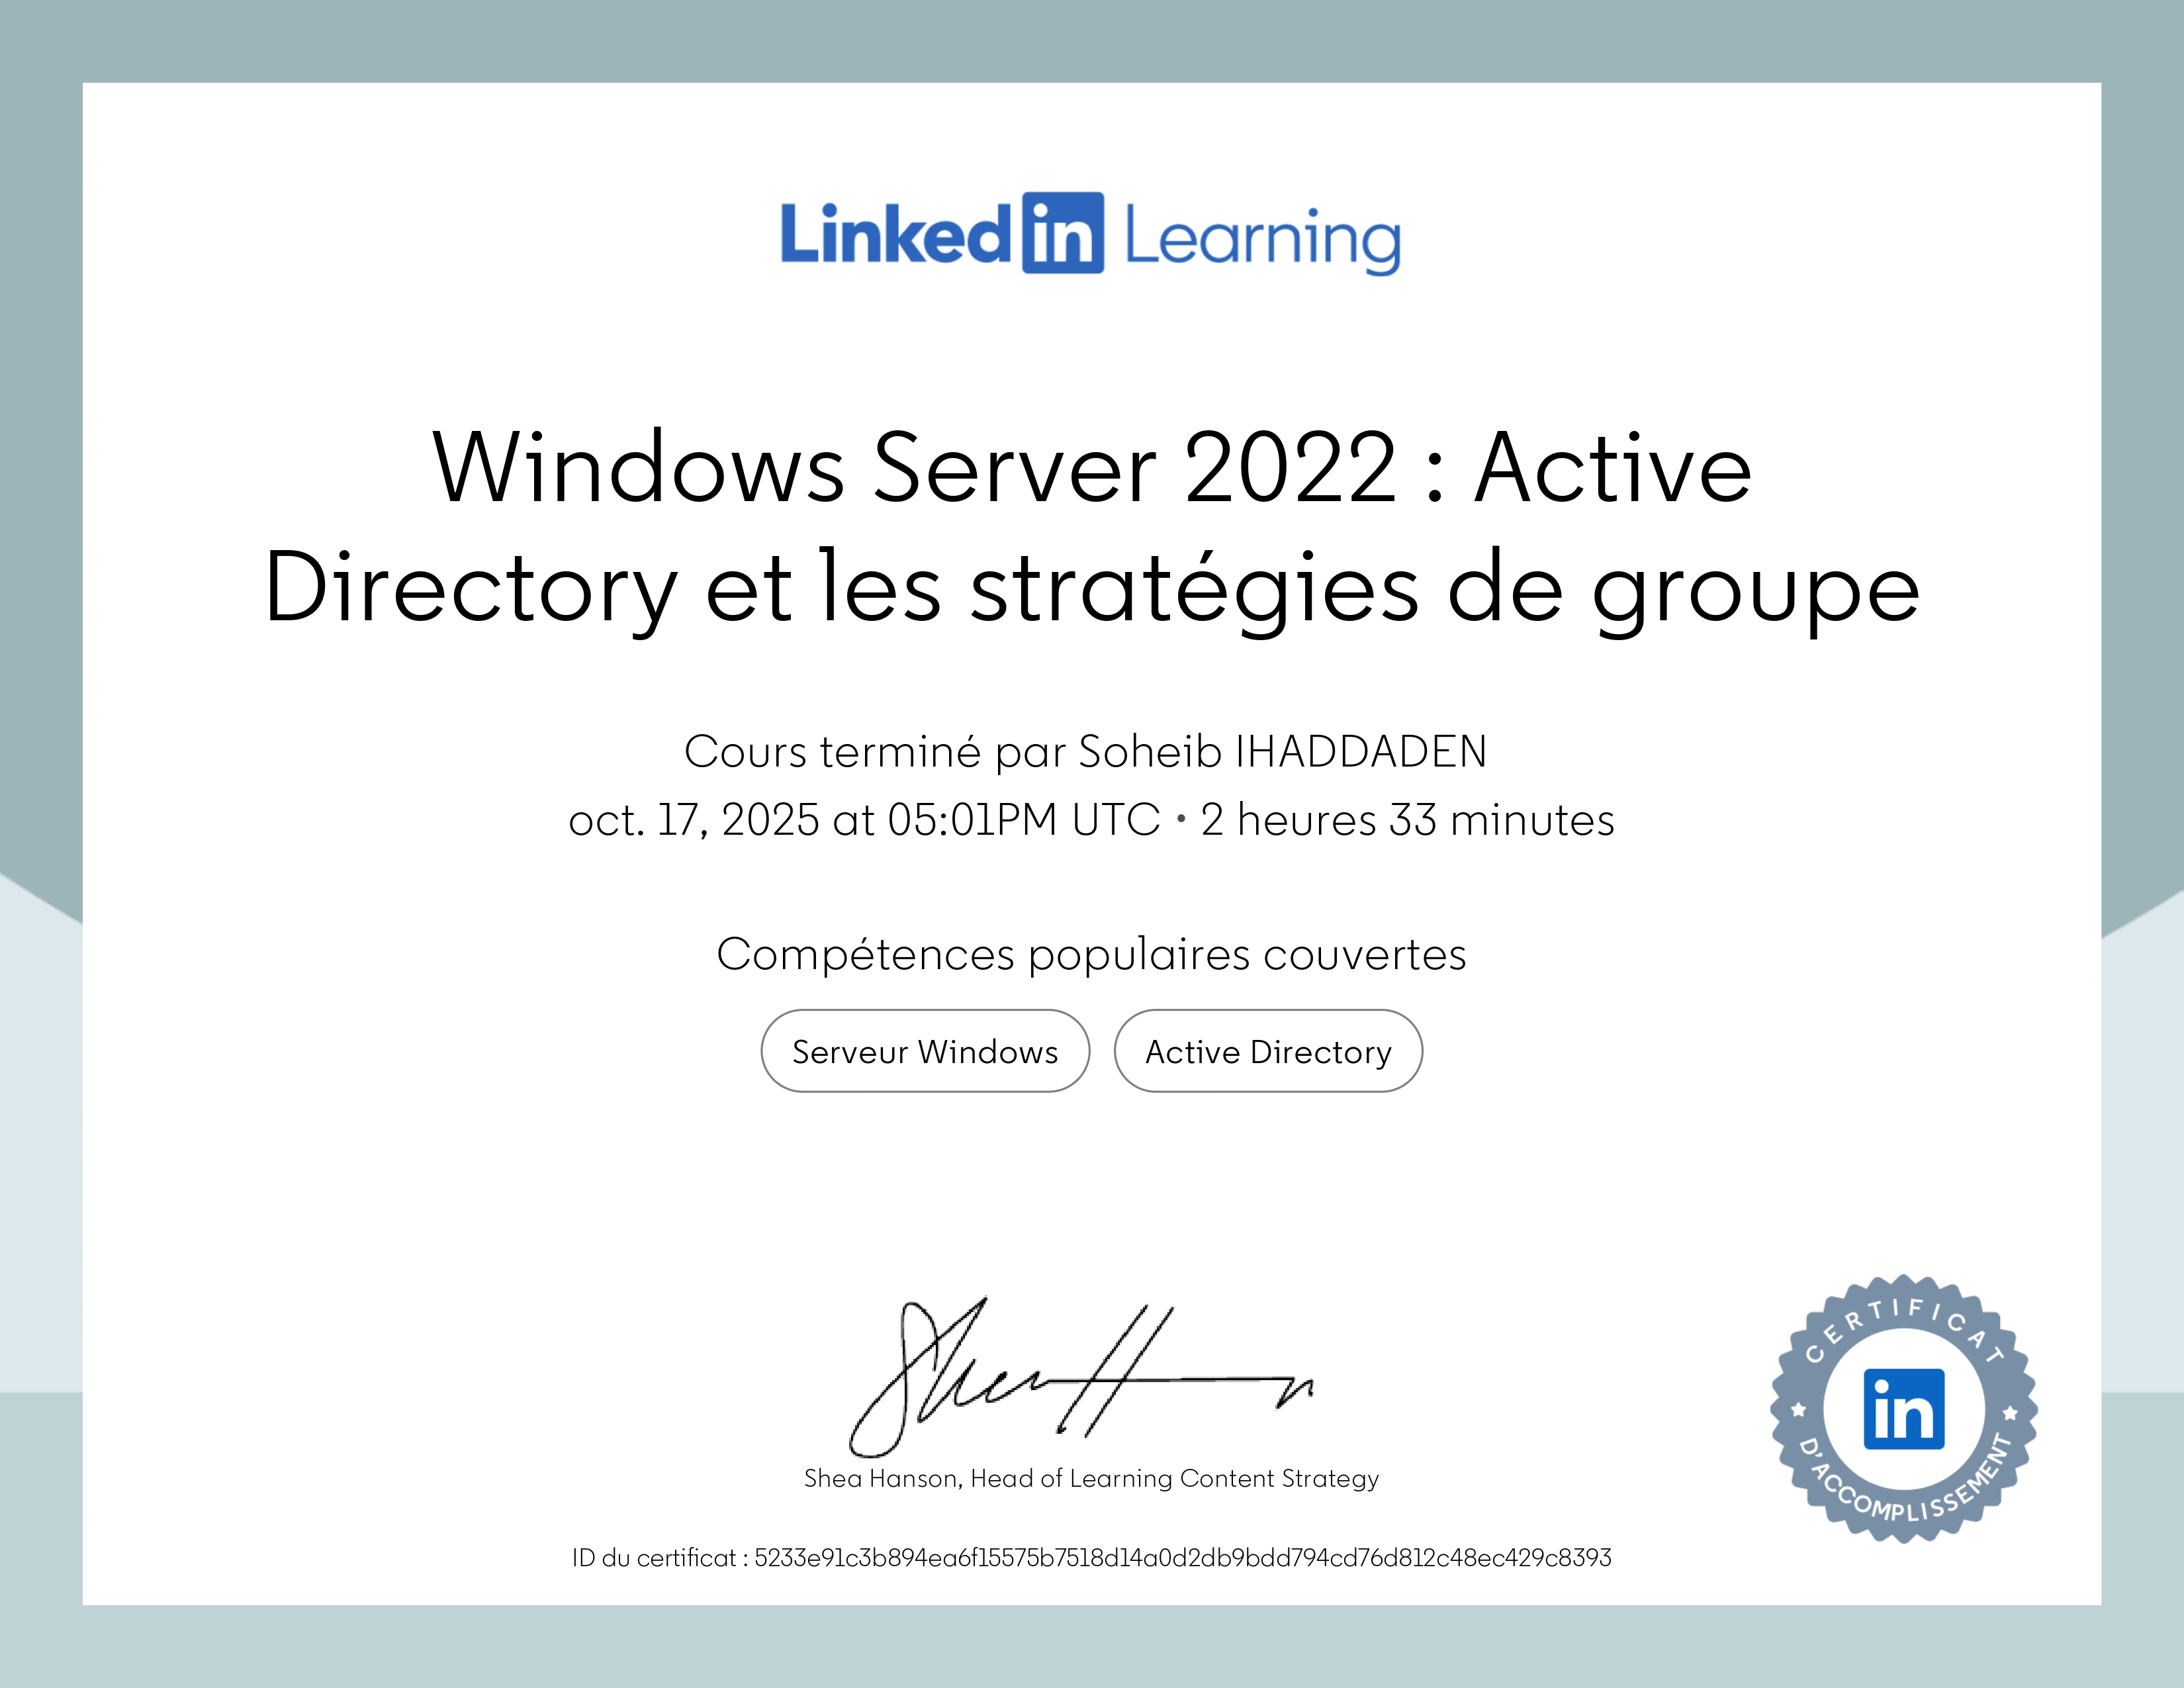 Linked in Learning
Windows Server 2022 : Active
Directory et les stratégies de groupe
Cours terminé par Soheib IHADDADEN
oct. 17, 2025 at 05:01PM UTC • 2 heures 33 minutes
Compétences populaires couvertes
Serveur Windows
Active Directory
Shea Hanson, Head of Learning Content Strategy
CERTIFICAT
in
D'ACCOMPLISSEMENT
ID du certificat : 5233e91c3b894ea6f15575b7518d14a0d2db9bdd794cd76d812c48ec429c8393